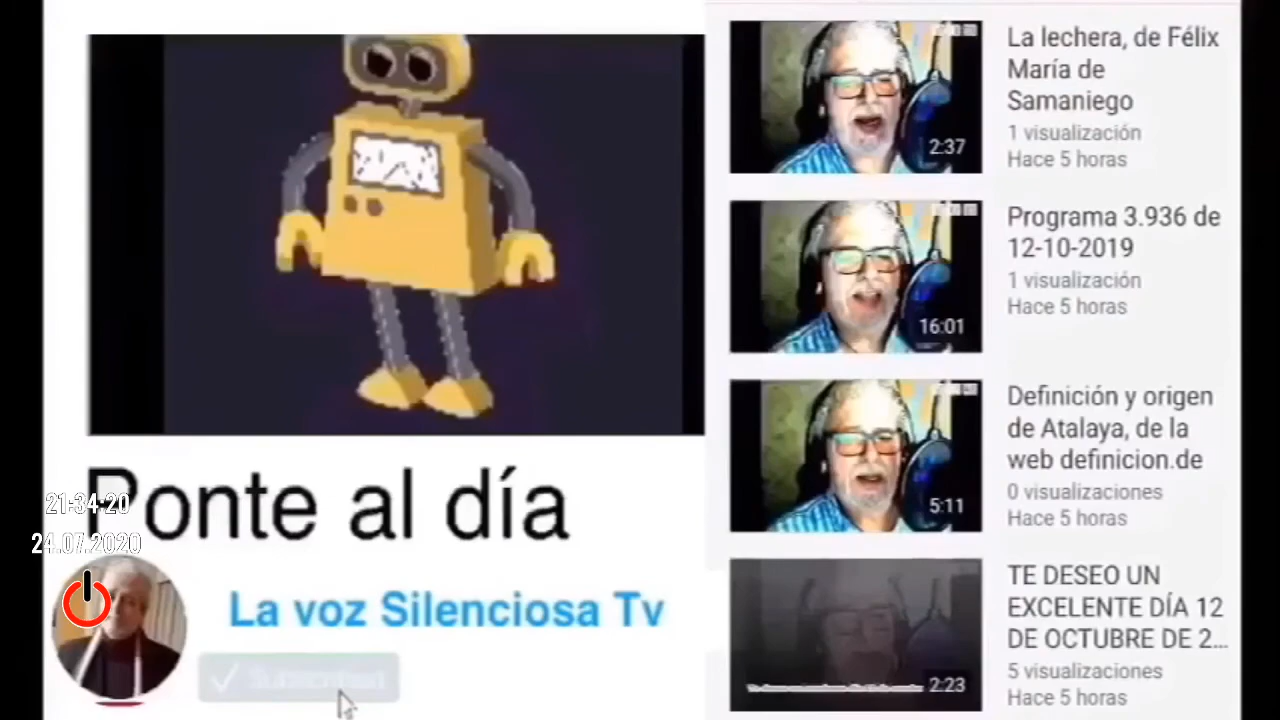 Ponte al día
21:34:20
24.07.2020
La voz Silenciosa Tv
La lechera, de Félix
María de
Samaniego
1 visualización
Hace 5 horas
2:37
Programa 3.936 de
12-10-2019
1 visualización
Hace 5 horas
16:01
Definición y origen
de Atalaya, de la
web definicion.de
0 visualizaciones
Hace 5 horas
5:11
TE DESEO UN
EXCELENTE DÍA 12
DE OCTUBRE DE 2...
5 visualizaciones
Hace 5 horas
2:23